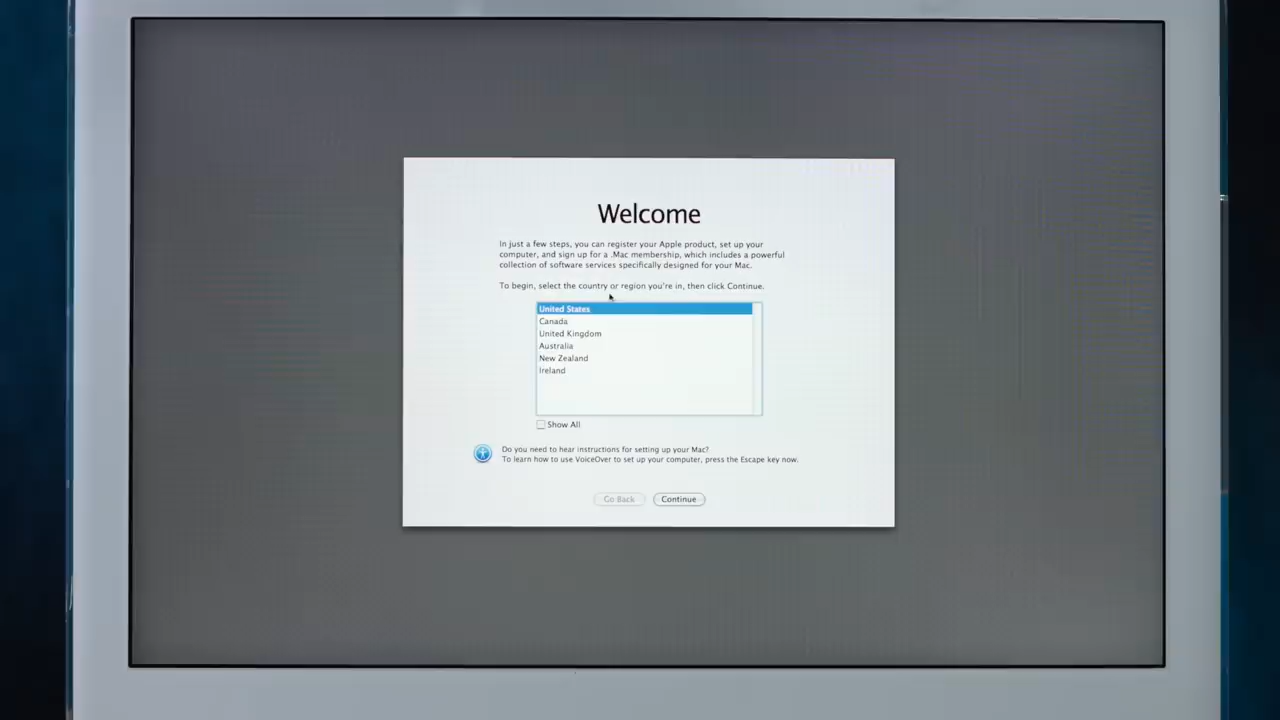 Welcome
In just a few steps, you can register your Apple product, set up your
computer, and sign up for a .Mac membership, which includes a powerful
collection of software services specifically designed for your Mac.
To begin, select the country or region you're in, then click Continue.
United States
Canada
United Kingdom
Australia
New Zealand
Ireland
Show All
Do you need to hear instructions for setting up your Mac?
To learn how to use VoiceOver to set up your computer, press the Escape key now.
Go Back
Continue